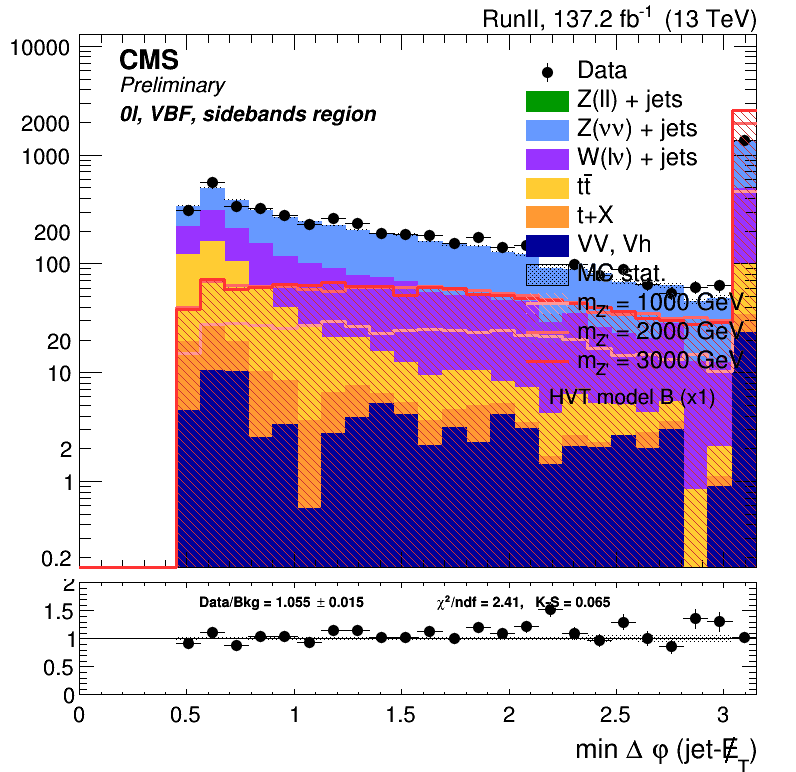 RunII, 137.2 fb⁻¹ (13 TeV)
CMS
Preliminary
0l, VBF, sidebands region
Data
Z(ll) + jets
Z(νν) + jets
W(lν) + jets
tt̄
t+X
VV, Vh
MC stat.
m_Z' = 1000 GeV
m_Z' = 2000 GeV
m_Z' = 3000 GeV
HVT model B (x1)
10000
2000
1000
200
100
20
10
2
1
0.2
Data/Bkg = 1.055 ± 0.015 χ²/ndf = 2.41, K-S = 0.065
2
1.5
1
0.5
0
0 0.5 1 1.5 2 2.5 3
min Δ φ (jet-E̸_T)